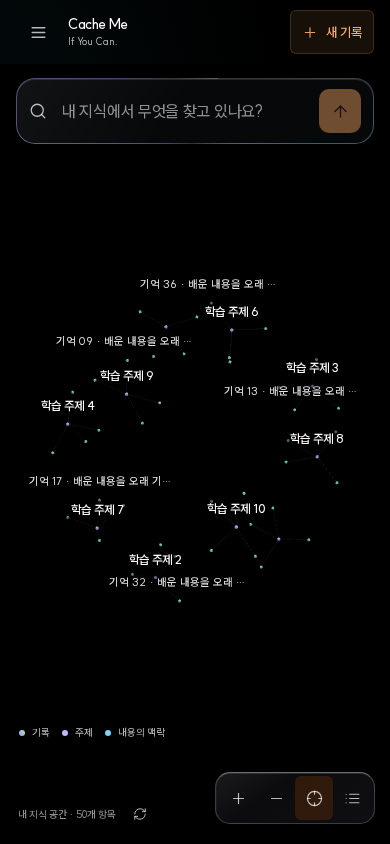 Cache Me
If You Can.
새 기록
내 지식에서 무엇을 찾고 있나요?
기억 36 · 배운 내용을 오래 ···
학습 주제 6
기억 09 · 배운 내용을 오래 ···
학습 주제 3
학습 주제 9
기억 13 · 배운 내용을 오래 ···
학습 주제 4
학습 주제 8
기억 17 · 배운 내용을 오래 기···
학습 주제 7
학습 주제 10
학습 주제 2
기억 32 · 배운 내용을 오래 ···
기록
주제
내용의 맥락
내 지식 공간 · 50개 항목